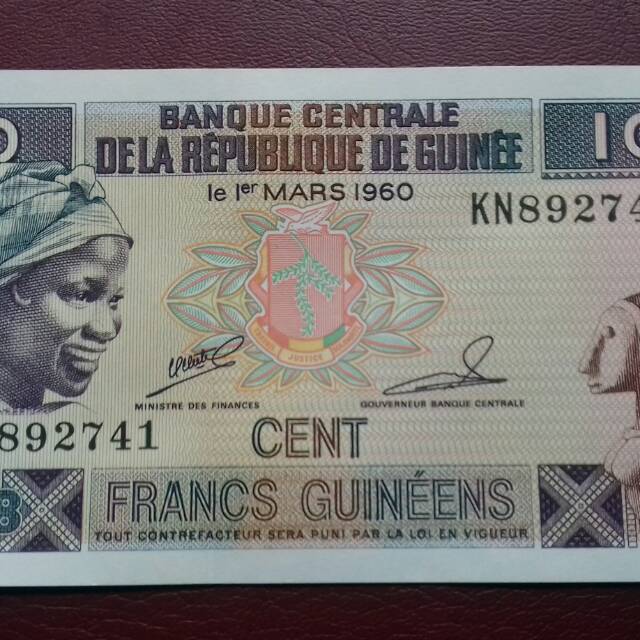 BANQUE CENTRALE
DE LA RÉPUBLIQUE DE GUINÉE
le 1er MARS 1960
KN89274
JUSTICE
MINISTRE DES FINANCES
GOUVERNEUR BANQUE CENTRALE
892741
CENT
FRANCS GUINÉENS
TOUT CONTREFACTEUR SERA PUNI PAR LA LOI EN VIGUEUR